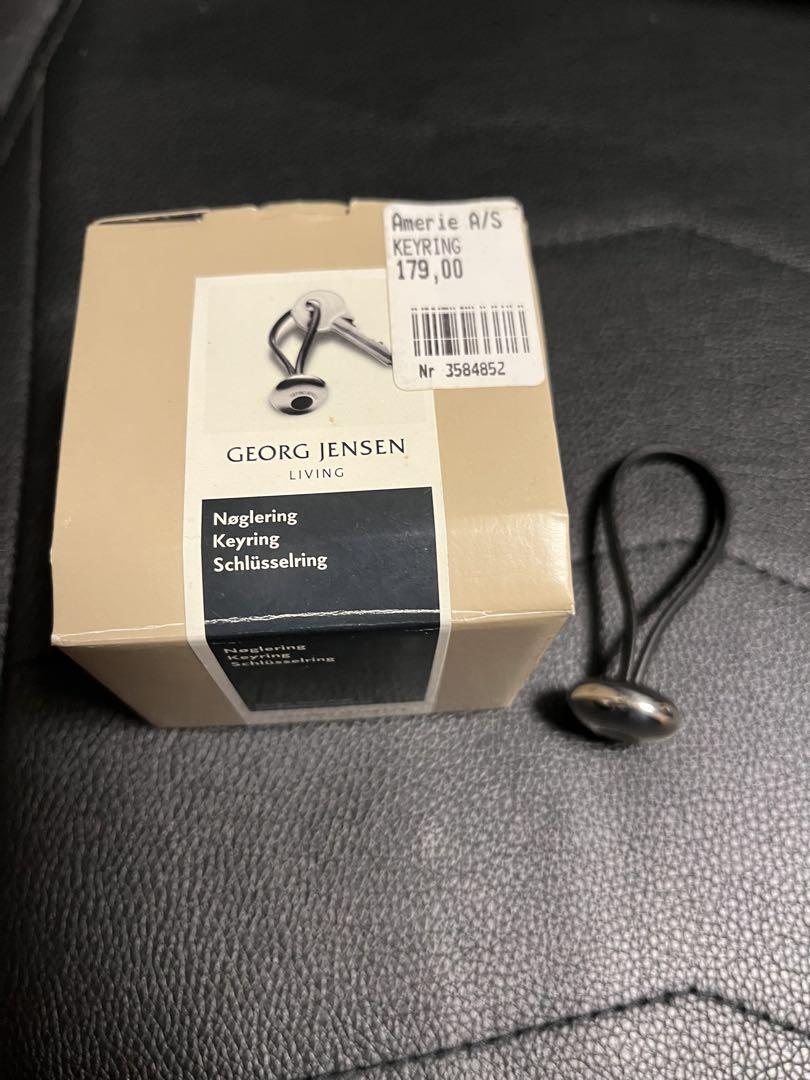 Amerie A/S
KEYRING
179,00
Nr 3584852
GEORG JENSEN
LIVING
Nøglering
Keyring
Schlüsselring
Nøglering
Keyring
Schlüsselring